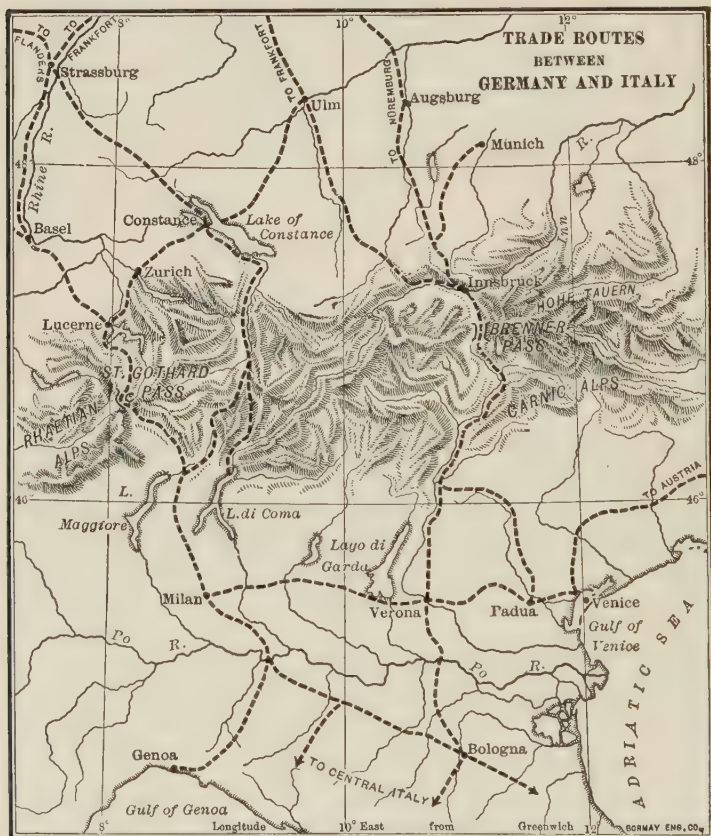 8°
10°
12°
TO
FLANDERS
TO
FRANKFORT
TRADE ROUTES
BETWEEN
GERMANY AND ITALY
Strassburg
TO FRANKFORT
Ulm
TO NÜREMBURG
Augsburg
Munich
48°
48°
Rhine R.
Inn R.
Basel
Constance
Lake of
Constance
Zurich
Innsbruck
HOHE TAUERN
Lucerne
BRENNER
PASS
ST. GOTHARD
PASS
RHAETIAN
ALPS
CARNIC ALPS
TO AUSTRIA
46°
46°
L.
Maggiore
L. di Coma
Layo di
Garda
Milan
Verona
Padua
Venice
Gulf of
Venice
Po R.
Po R.
ADRIATIC SEA
Genoa
Bologna
TO CENTRAL ITALY
Gulf of Genoa
8°
Longitude 10° East from Greenwich 12°
BORMAY ENG. CO.